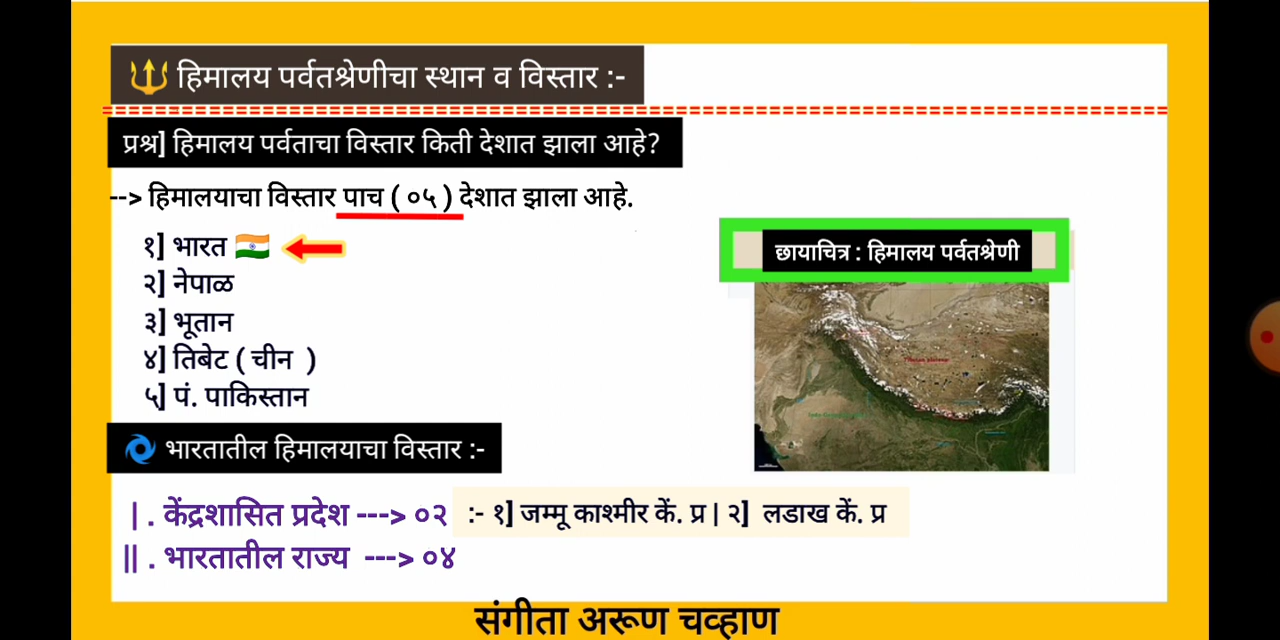 हिमालय पर्वतश्रेणीचा स्थान व विस्तार :-
प्रश्न] हिमालय पर्वताचा विस्तार किती देशात झाला आहे?
--> हिमालयाचा विस्तार पाच ( ०५ ) देशात झाला आहे.
१] भारत
२] नेपाळ
३] भूतान
४] तिबेट ( चीन )
५] पं. पाकिस्तान
छायाचित्र : हिमालय पर्वतश्रेणी
भारतातील हिमालयाचा विस्तार :-
| . केंद्रशासित प्रदेश ---> ०२ :- १] जम्मू काश्मीर कें. प्र | २] लडाख कें. प्र
|| . भारतातील राज्य ---> ०४
संगीता अरूण चव्हाण